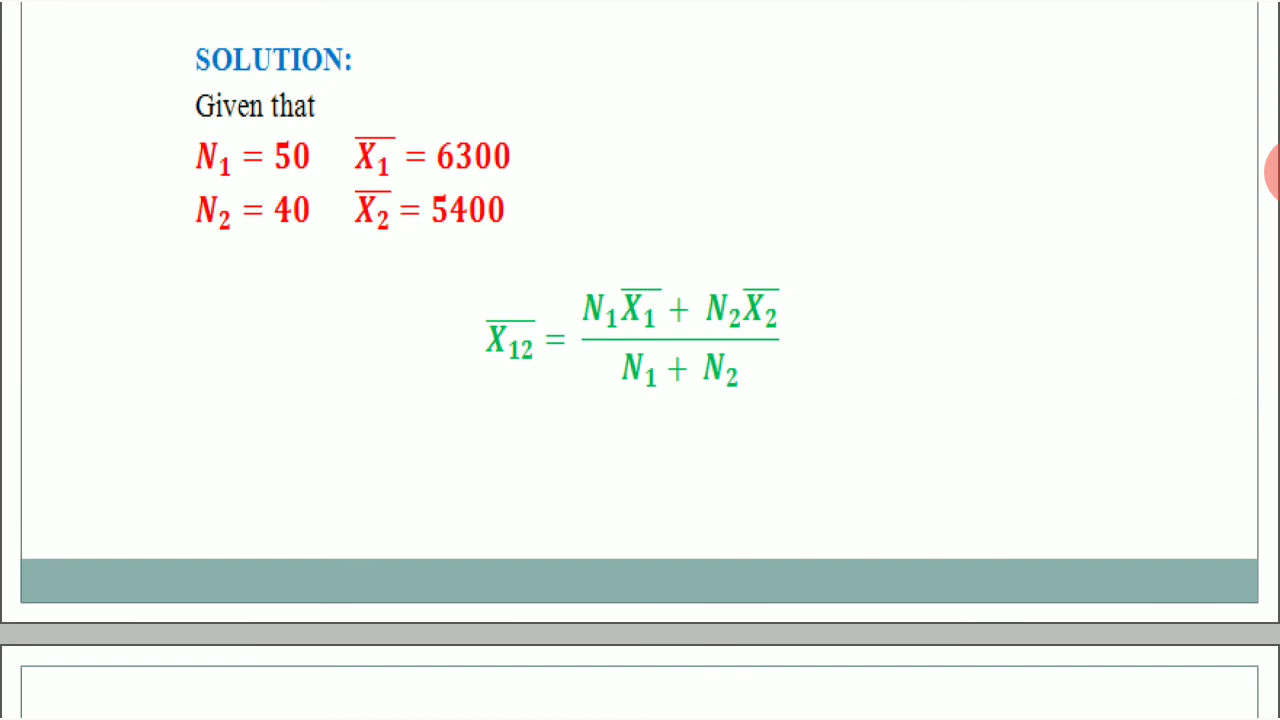 SOLUTION:
Given that
N₁ = 50 X̅₁ = 6300
N₂ = 40 X̅₂ = 5400
X̅₁₂ = (N₁X̅₁ + N₂X̅₂) / (N₁ + N₂)